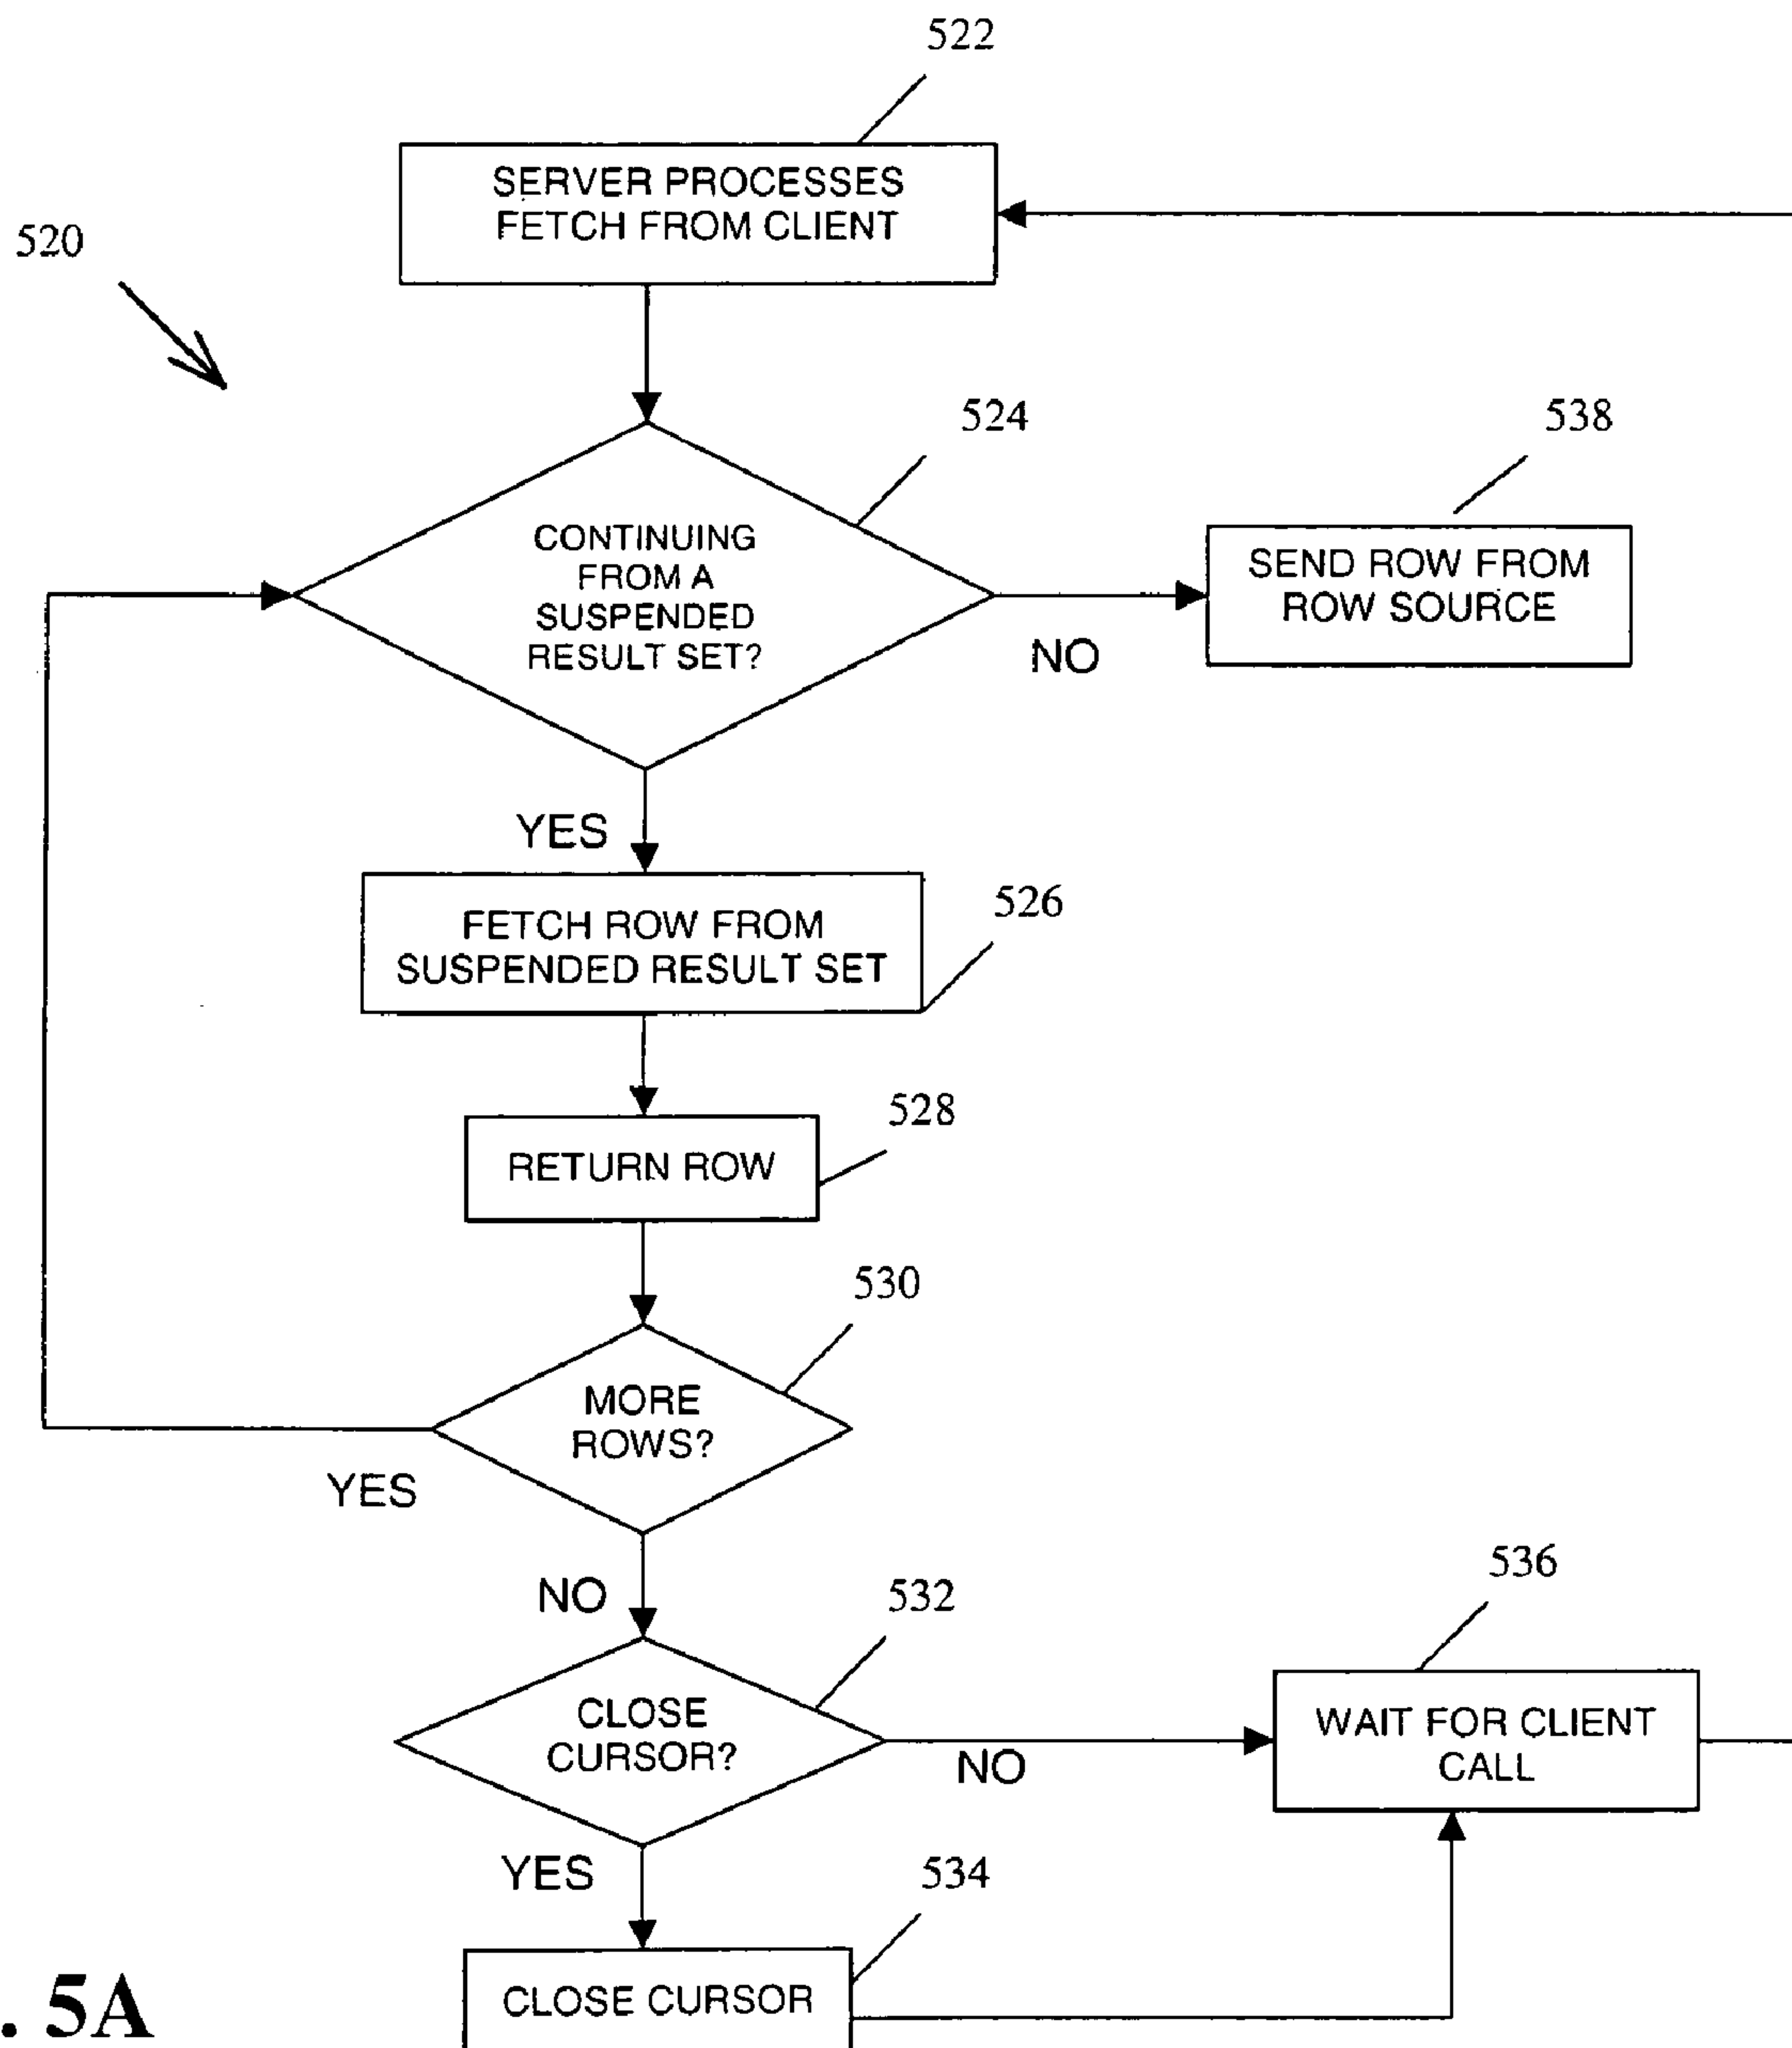 522
SERVER PROCESSES
FETCH FROM CLIENT
520
524
538
CONTINUING
FROM A
SUSPENDED
RESULT SET?
SEND ROW FROM
ROW SOURCE
NO
YES
526
FETCH ROW FROM
SUSPENDED RESULT SET
528
RETURN ROW
530
MORE
ROWS?
YES
NO
532
536
CLOSE
CURSOR?
NO
WAIT FOR CLIENT
CALL
YES
534
CLOSE CURSOR
. 5A